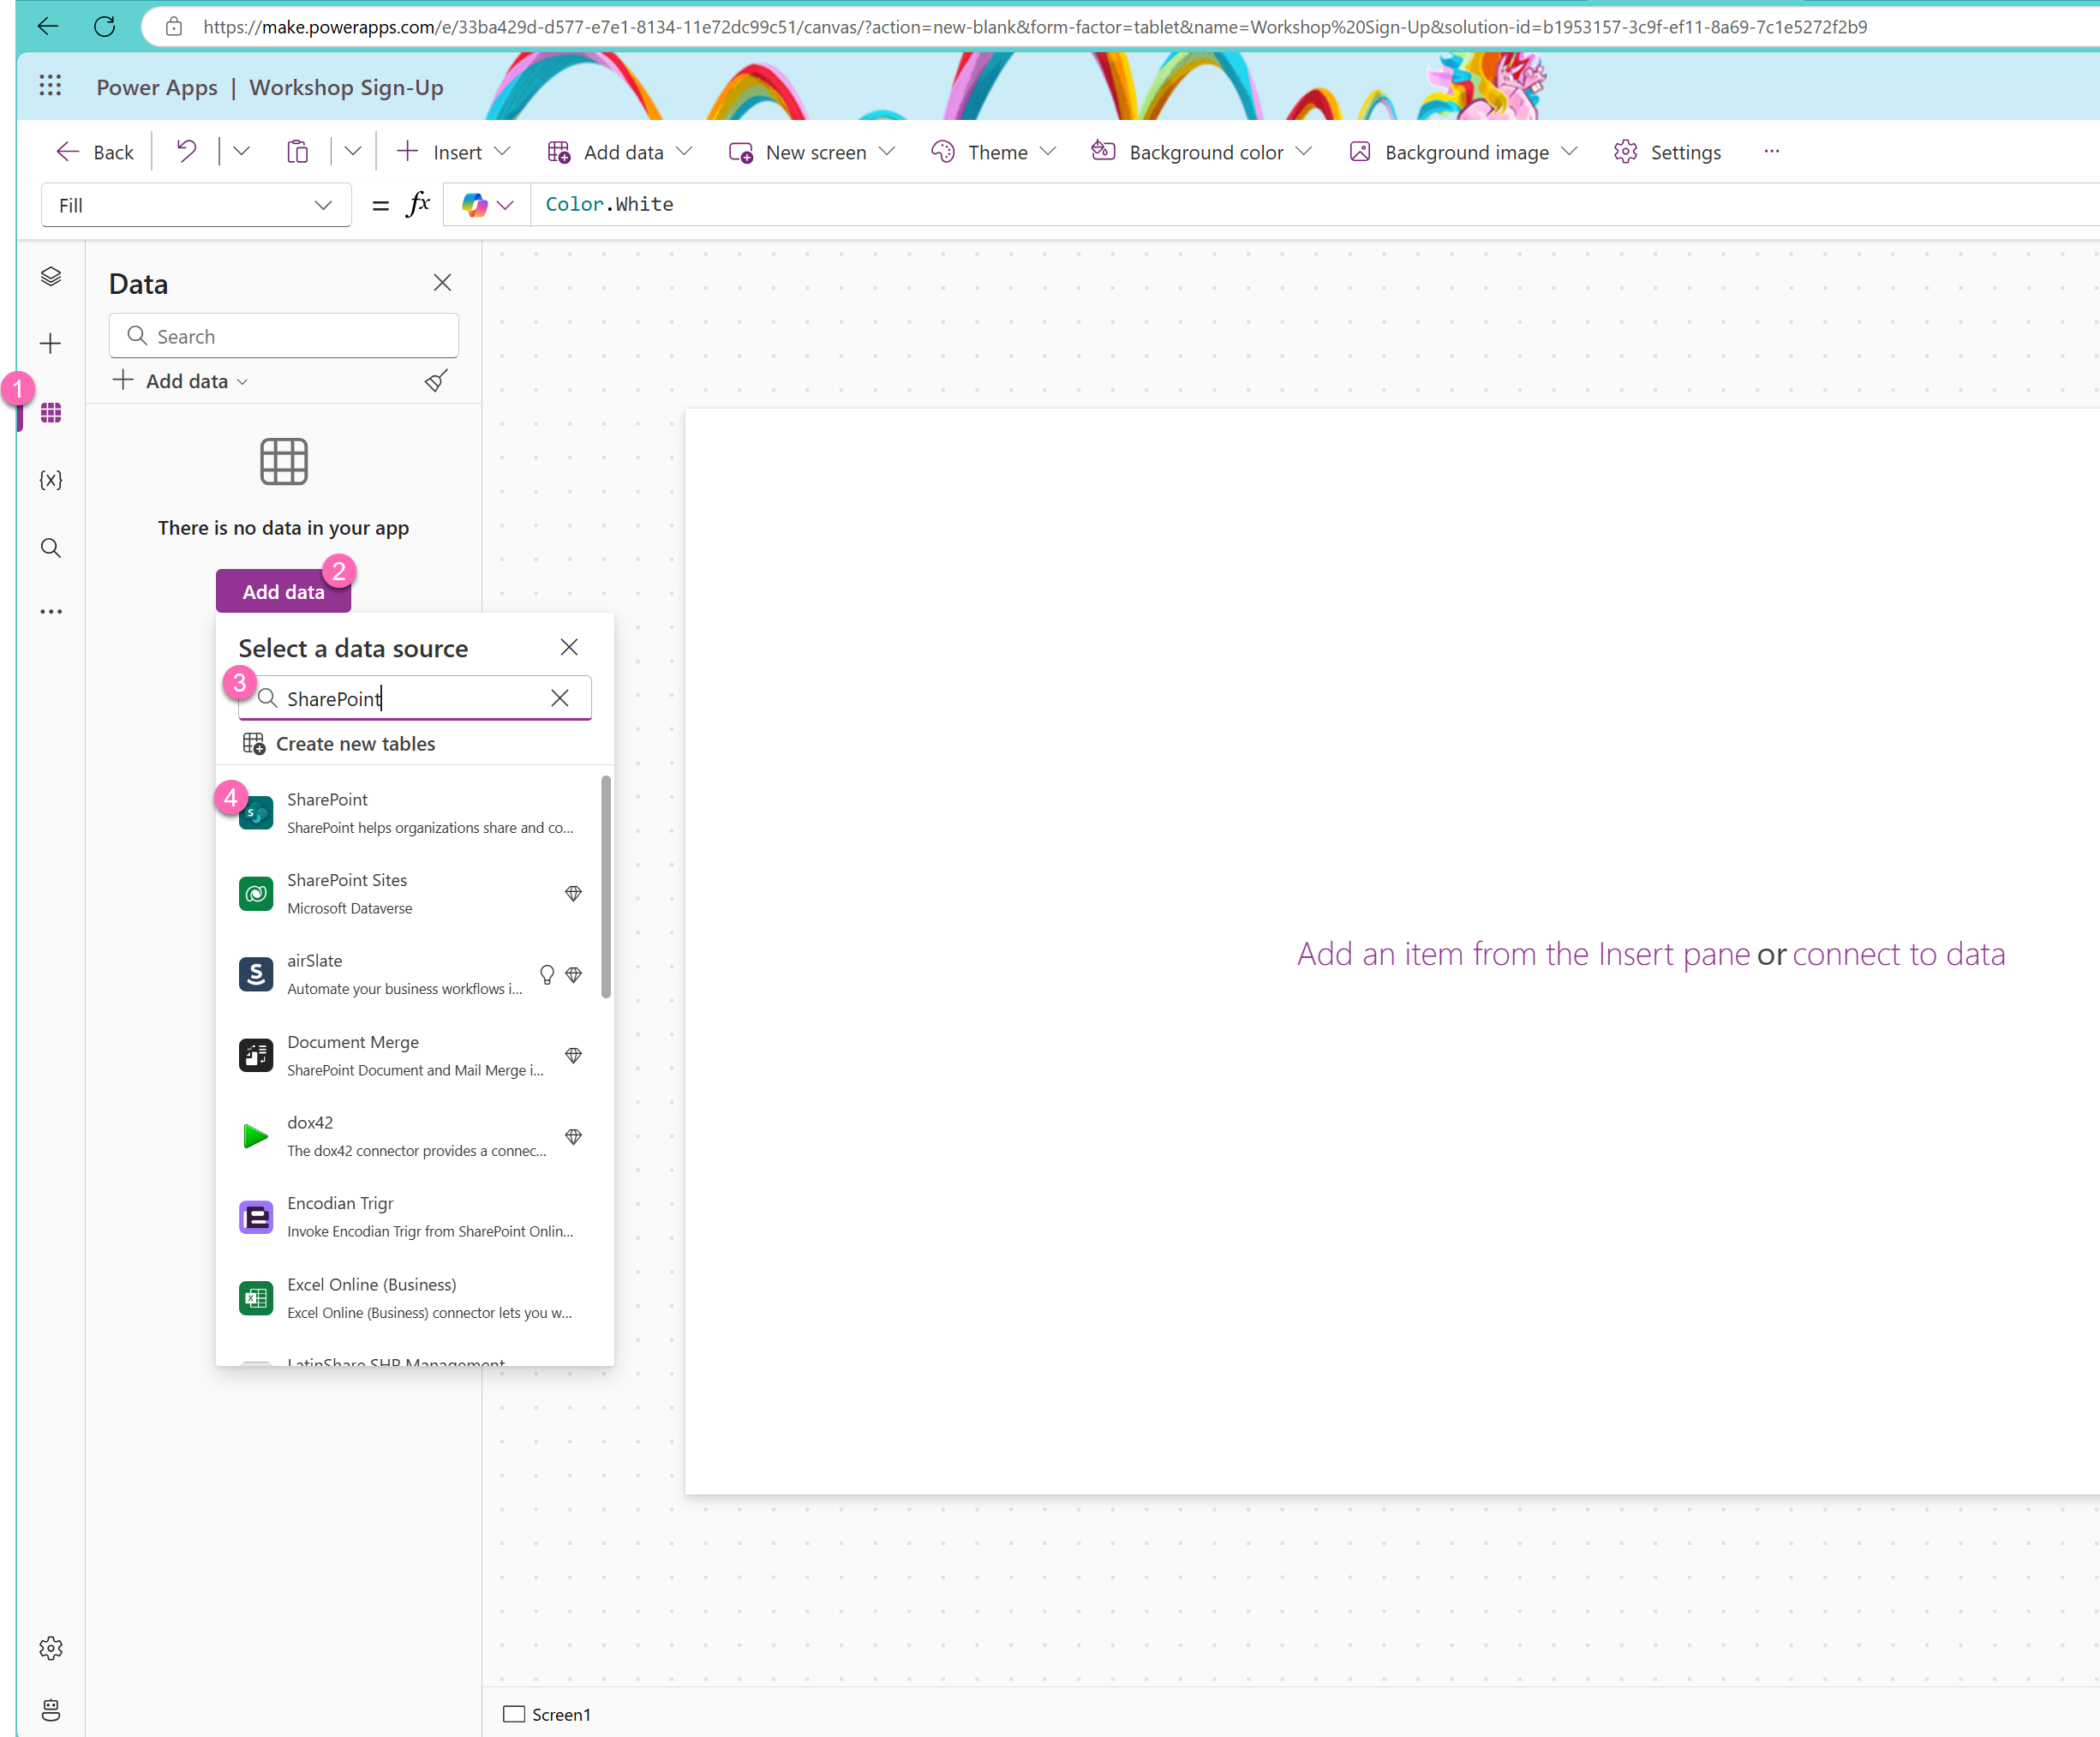 https://make.powerapps.com/e/33ba429d-d577-e7e1-8134-11e72dc99c51/canvas/?action=new-blank&form-factor=tablet&name=Workshop%20Sign-Up&solution-id=b1953157-3c9f-ef11-8a69-7c1e5272f2b9
Power Apps | Workshop Sign-Up
Back Insert Add data New screen Theme Background color Background image Settings ...
Fill = fx Color.White
Data
Search
Add data
1
{x}
There is no data in your app
2
Add data
Select a data source
3
SharePoint
Create new tables
4
SharePoint
SharePoint helps organizations share and co...
SharePoint Sites
Microsoft Dataverse
airSlate
Automate your business workflows i...
Document Merge
SharePoint Document and Mail Merge i...
dox42
The dox42 connector provides a connec...
Encodian Trigr
Invoke Encodian Trigr from SharePoint Onlin...
Excel Online (Business)
Excel Online (Business) connector lets you w...
LatinShare SHP Management
Add an item from the Insert pane or connect to data
Screen1